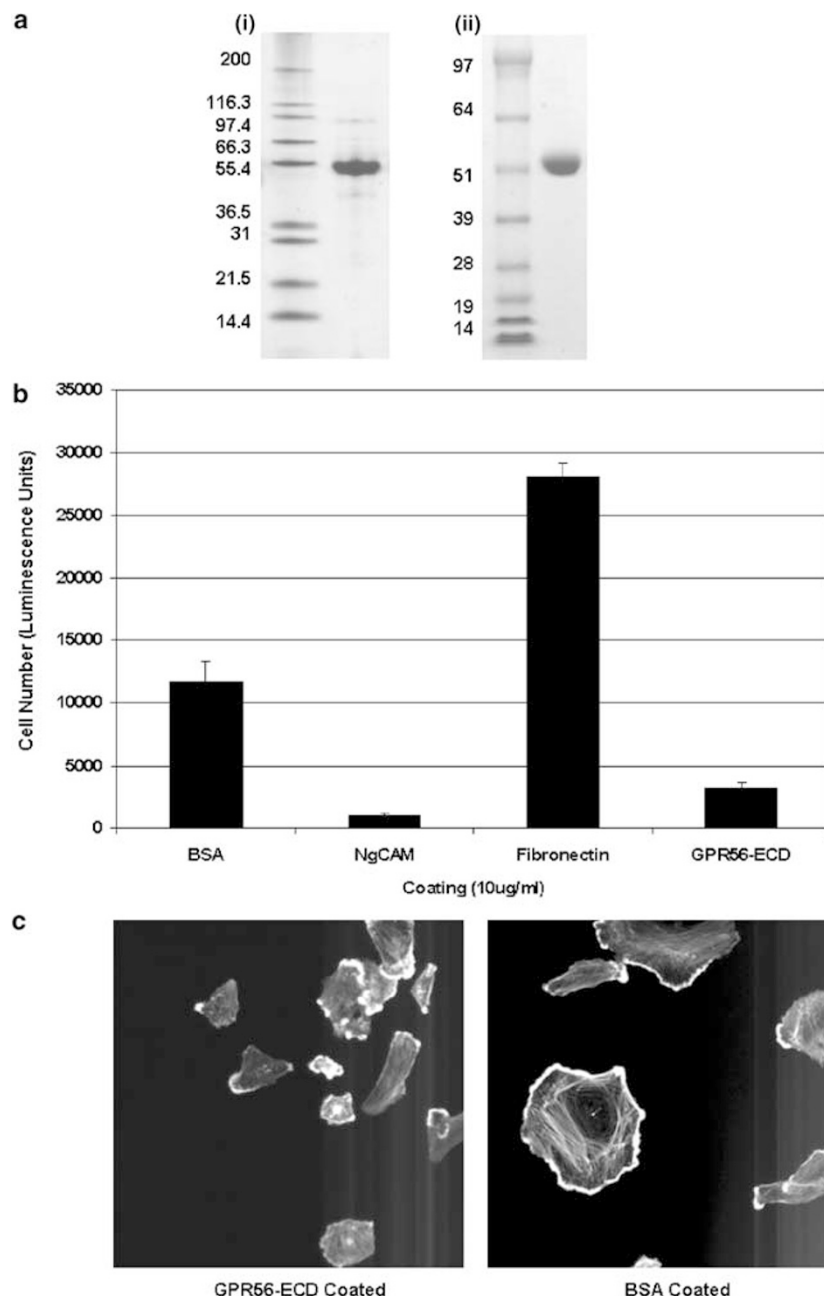 a
(i)
(ii)
200
116.3
97.4
66.3
55.4
36.5
31
21.5
14.4
97
64
51
39
28
19
14
b
Cell Number (Luminescence Units)
35000
30000
25000
20000
15000
10000
5000
0
BSA NgCAM Fibronectin GPR56-ECD
Coating (10ug/ml)
c
GPR56-ECD Coated
BSA Coated